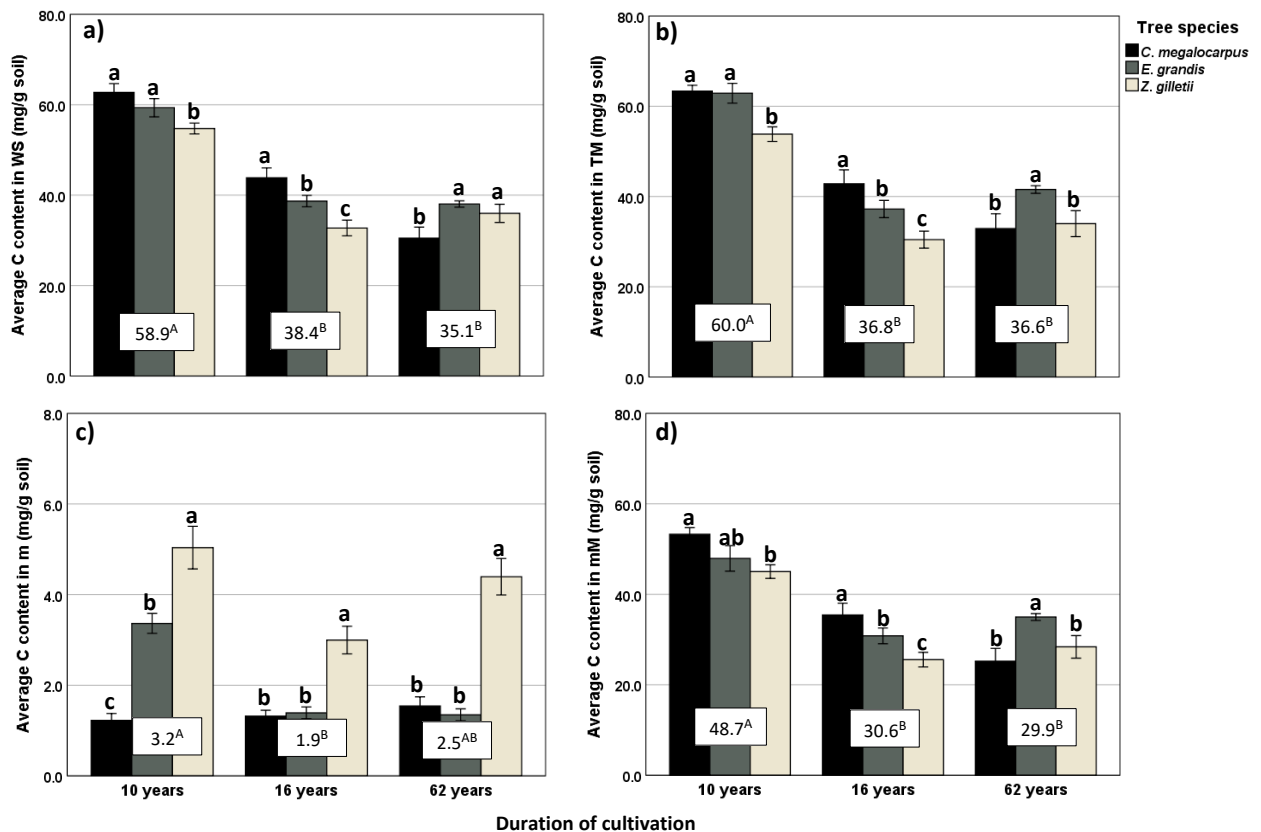 a)
Average C content in WS (mg/g soil)
80.0
60.0
40.0
20.0
0.0
a a b
a b c
b a a
58.9A
38.4B
35.1B
b)
Average C content in TM (mg/g soil)
80.0
60.0
40.0
20.0
0.0
a a b
a b c
b a b
60.0A
36.8B
36.6B
Tree species
C. megalocarpus
E. grandis
Z. gilletii
c)
Average C content in m (mg/g soil)
8.0
6.0
4.0
2.0
0.0
c b a
b b a
b b a
3.2A
1.9B
2.5AB
10 years 16 years 62 years
d)
Average C content in mM (mg/g soil)
80.0
60.0
40.0
20.0
0.0
a ab b
a b c
b a b
48.7A
30.6B
29.9B
10 years 16 years 62 years
Duration of cultivation